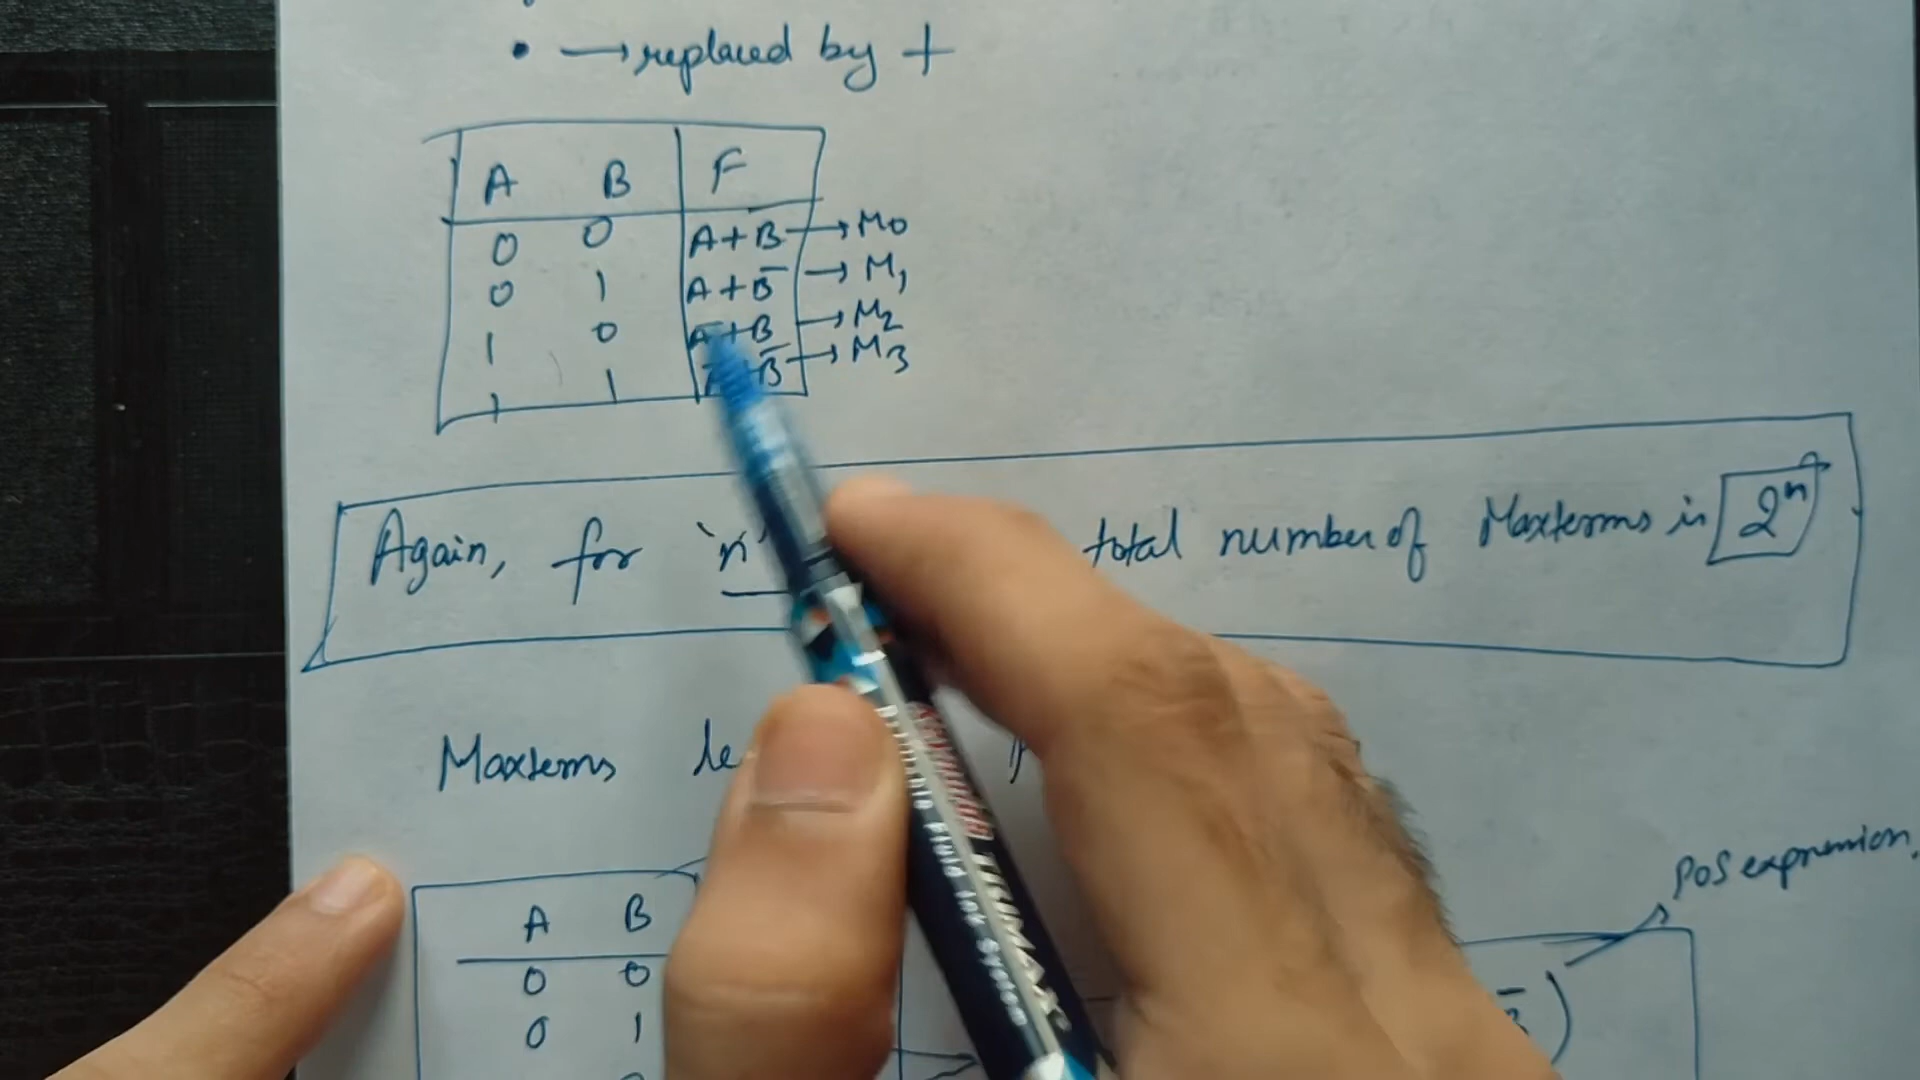 • → replaced by +
A B F
0 0 A+B → M0
0 1 A+B̅ → M1
1 0 A̅+B → M2
1 1 +B̅ → M3
Again, for 'n' total number of Maxterms is 2ⁿ
Maxterms
POS expression.
A B
0 0
0 1